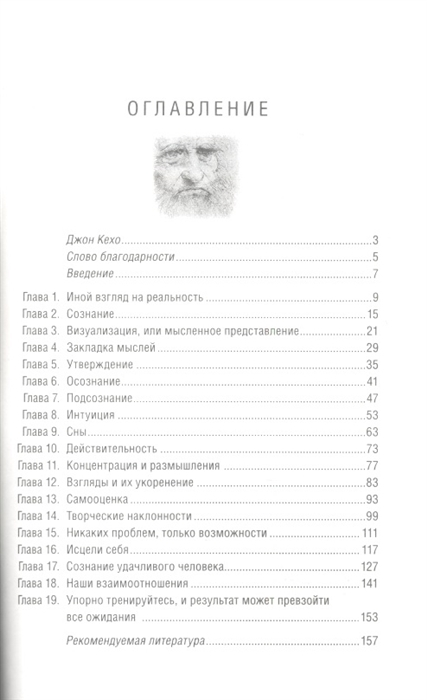 ОГЛАВЛЕНИЕ
Джон Кехо........3
Слово благодарности........5
Введение........7
Глава 1. Иной взгляд на реальность........9
Глава 2. Сознание........15
Глава 3. Визуализация, или мысленное представление........21
Глава 4. Закладка мыслей........29
Глава 5. Утверждение........35
Глава 6. Осознание........41
Глава 7. Подсознание........47
Глава 8. Интуиция........53
Глава 9. Сны........63
Глава 10. Действительность........73
Глава 11. Концентрация и размышления........77
Глава 12. Взгляды и их укоренение........83
Глава 13. Самооценка........93
Глава 14. Творческие наклонности........99
Глава 15. Никаких проблем, только возможности........111
Глава 16. Исцели себя........117
Глава 17. Сознание удачливого человека........127
Глава 18. Наши взаимоотношения........141
Глава 19. Упорно тренируйтесь, и результат может превзойти
все ожидания........153
Рекомендуемая литература........157